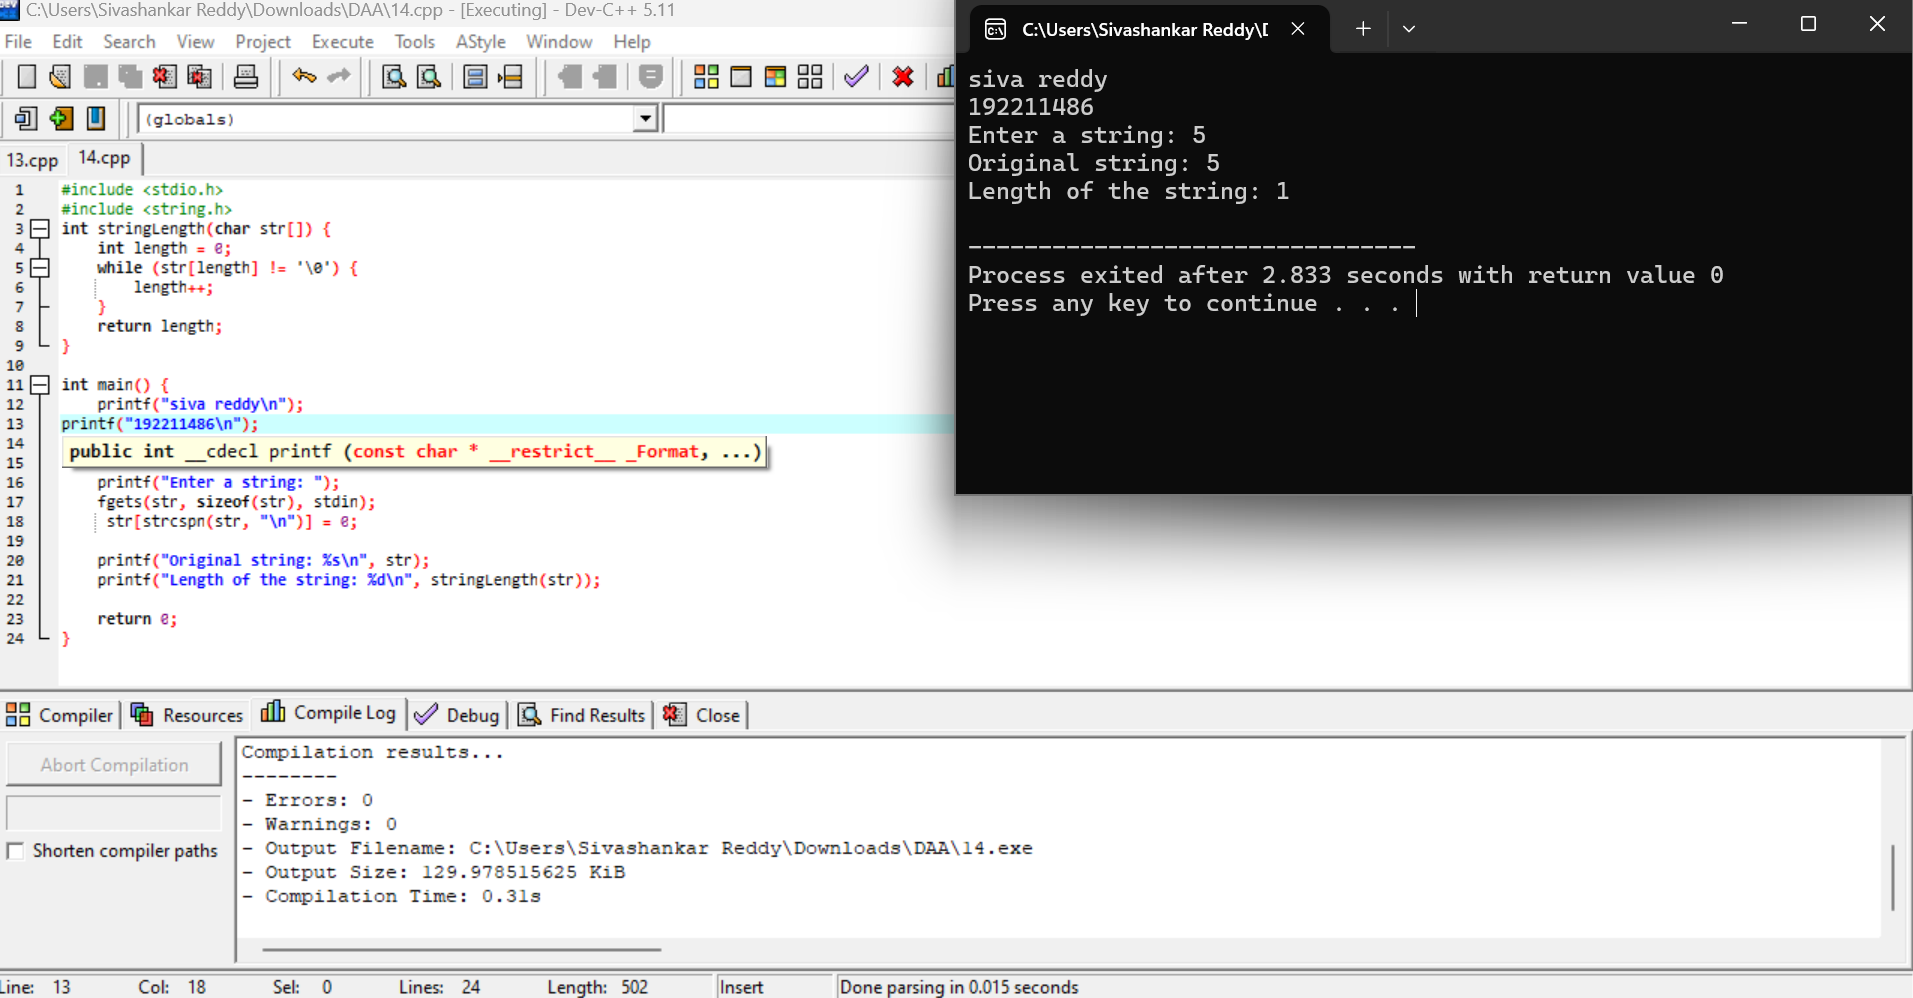 C:\Users\Sivashankar Reddy\Downloads\DAA\14.cpp - [Executing] - Dev-C++ 5.11
File Edit Search View Project Execute Tools AStyle Window Help
(globals)
13.cpp 14.cpp
1 #include <stdio.h>
2 #include <string.h>
3 int stringLength(char str[]) {
4 int length = 0;
5 while (str[length] != '\0') {
6 length++;
7 }
8 return length;
9 }
10
11 int main() {
12 printf("siva reddy\n");
13 printf("192211486\n");
14
public int __cdecl printf (const char * __restrict__ _Format, ...)
15
16 printf("Enter a string: ");
17 fgets(str, sizeof(str), stdin);
18 str[strcspn(str, "\n")] = 0;
19
20 printf("Original string: %s\n", str);
21 printf("Length of the string: %d\n", stringLength(str));
22
23 return 0;
24 }
C:\Users\Sivashankar Reddy\D
siva reddy
192211486
Enter a string: 5
Original string: 5
Length of the string: 1
--------------------------------
Process exited after 2.833 seconds with return value 0
Press any key to continue . . .
Compiler Resources Compile Log Debug Find Results Close
Abort Compilation
Shorten compiler paths
Compilation results...
--------
- Errors: 0
- Warnings: 0
- Output Filename: C:\Users\Sivashankar Reddy\Downloads\DAA\14.exe
- Output Size: 129.978515625 KiB
- Compilation Time: 0.31s
Line: 13 Col: 18 Sel: 0 Lines: 24 Length: 502 Insert Done parsing in 0.015 seconds